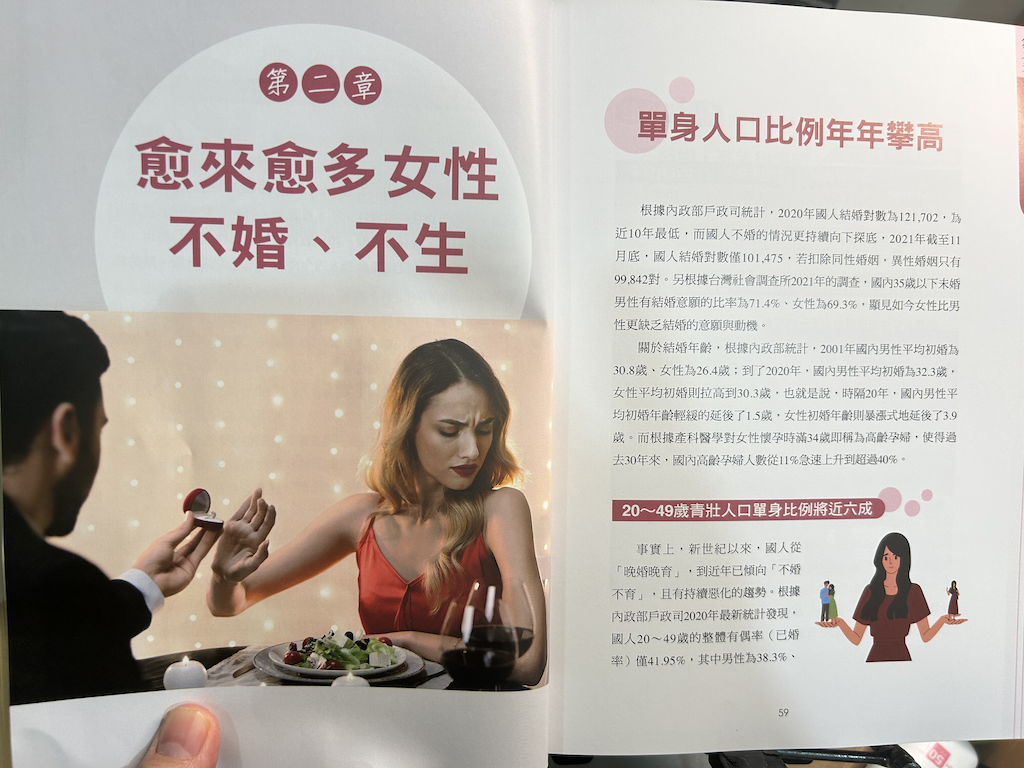 第二章
愈來愈多女性
不婚、不生
單身人口比例年年攀高
根據內政部戶政司統計，2020年國人結婚對數為121,702，為
近10年最低，而國人不婚的情況更持續向下探底，2021年截至11
月底，國人結婚對數僅101,475，若扣除同性婚姻，異性婚姻只有
99,842對。另根據台灣社會調查所2021年的調查，國內35歲以下未婚
男性有結婚意願的比率為71.4%、女性為69.3%，顯見如今女性比男
性更缺乏結婚的意願與動機。
關於結婚年齡，根據內政部統計，2001年國內男性平均初婚為
30.8歲、女性為26.4歲；到了2020年，國內男性平均初婚為32.3歲，
女性平均初婚則拉高到30.3歲，也就是說，時隔20年，國內男性平
均初婚年齡輕緩的延後了1.5歲，女性初婚年齡則暴漲式地延後了3.9
歲。而根據產科醫學對女性懷孕時滿34歲即稱為高齡孕婦，使得過
去30年來，國內高齡孕婦人數從11%急速上升到超過40%。
20～49歲青壯人口單身比例將近六成
事實上，新世紀以來，國人從
「晚婚晚育」，到近年已傾向「不婚
不育」，且有持續惡化的趨勢。根據
內政部戶政司2020年最新統計發現，
國人20～49歲的整體有偶率（已婚
率）僅41.95%，其中男性為38.3%、
59